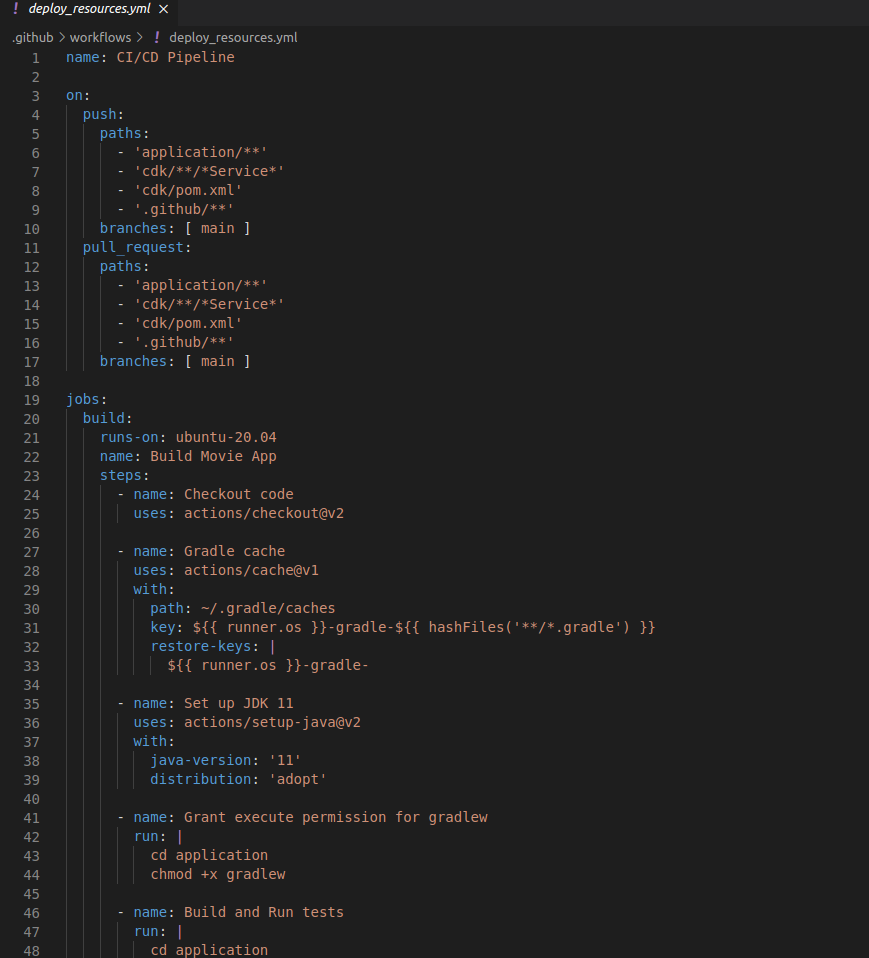 ! deploy_resources.yml ×
.github > workflows > ! deploy_resources.yml
1 name: CI/CD Pipeline
2
3 on:
4   push:
5     paths:
6       - 'application/**'
7       - 'cdk/**/*Service*'
8       - 'cdk/pom.xml'
9       - '.github/**'
10     branches: [ main ]
11   pull_request:
12     paths:
13       - 'application/**'
14       - 'cdk/**/*Service*'
15       - 'cdk/pom.xml'
16       - '.github/**'
17     branches: [ main ]
18
19 jobs:
20   build:
21     runs-on: ubuntu-20.04
22     name: Build Movie App
23     steps:
24       - name: Checkout code
25         uses: actions/checkout@v2
26
27       - name: Gradle cache
28         uses: actions/cache@v1
29         with:
30           path: ~/.gradle/caches
31           key: ${{ runner.os }}-gradle-${{ hashFiles('**/*.gradle') }}
32           restore-keys: |
33             ${{ runner.os }}-gradle-
34
35       - name: Set up JDK 11
36         uses: actions/setup-java@v2
37         with:
38           java-version: '11'
39           distribution: 'adopt'
40
41       - name: Grant execute permission for gradlew
42         run: |
43           cd application
44           chmod +x gradlew
45
46       - name: Build and Run tests
47         run: |
48           cd application